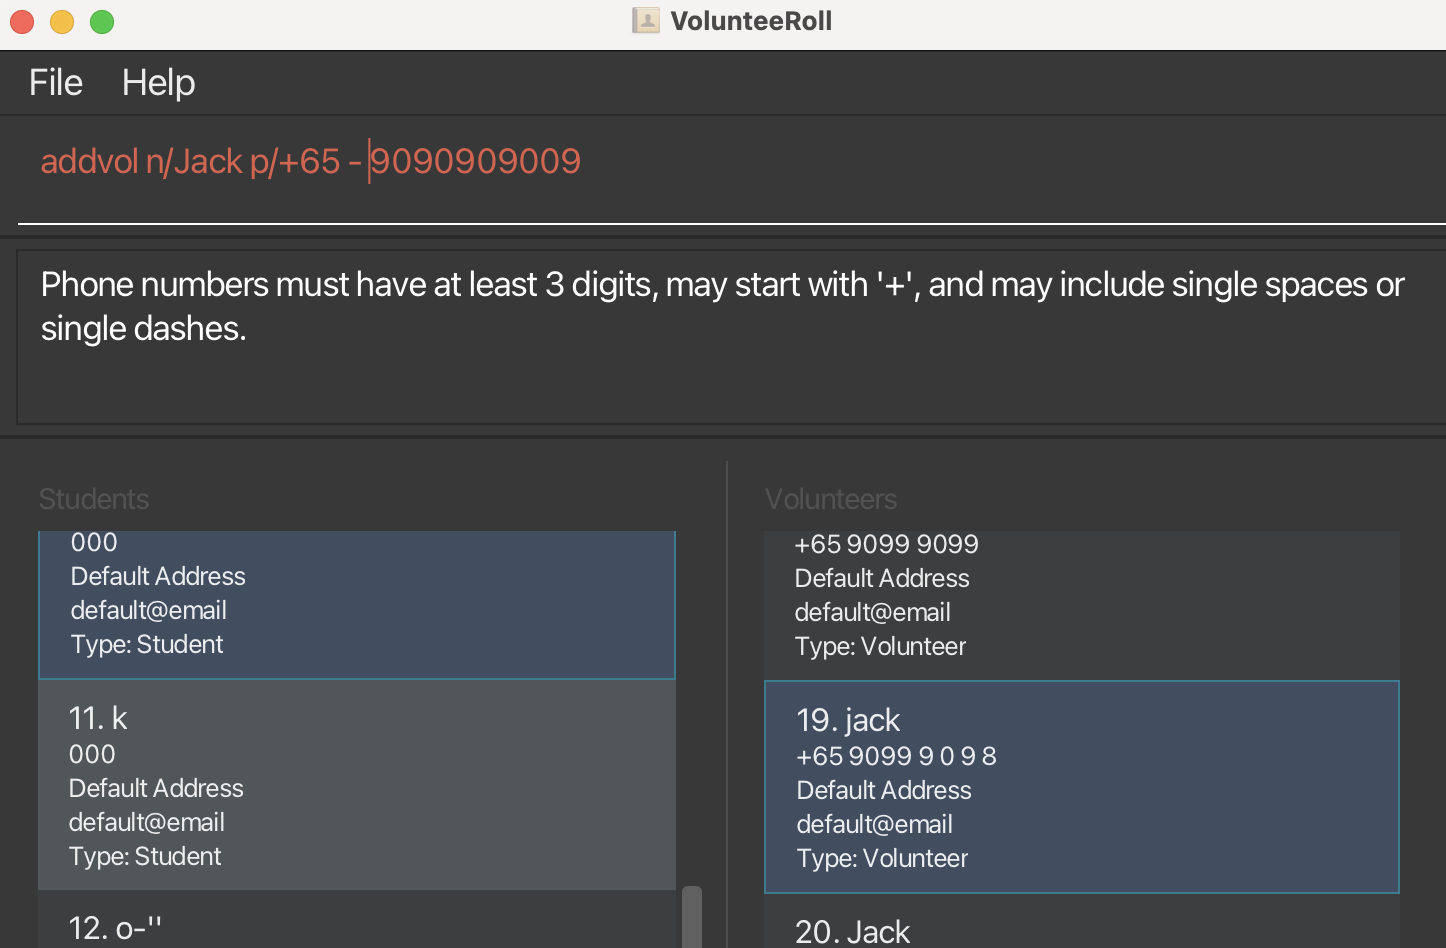 VolunteeRoll
File Help
addvol n/Jack p/+65 -9090909009
Phone numbers must have at least 3 digits, may start with '+', and may include single spaces or
single dashes.
Students
000
Default Address
default@email
Type: Student
11. k
000
Default Address
default@email
Type: Student
12. o-''
Volunteers
+65 9099 9099
Default Address
default@email
Type: Volunteer
19. jack
+65 9099 9 0 9 8
Default Address
default@email
Type: Volunteer
20. Jack